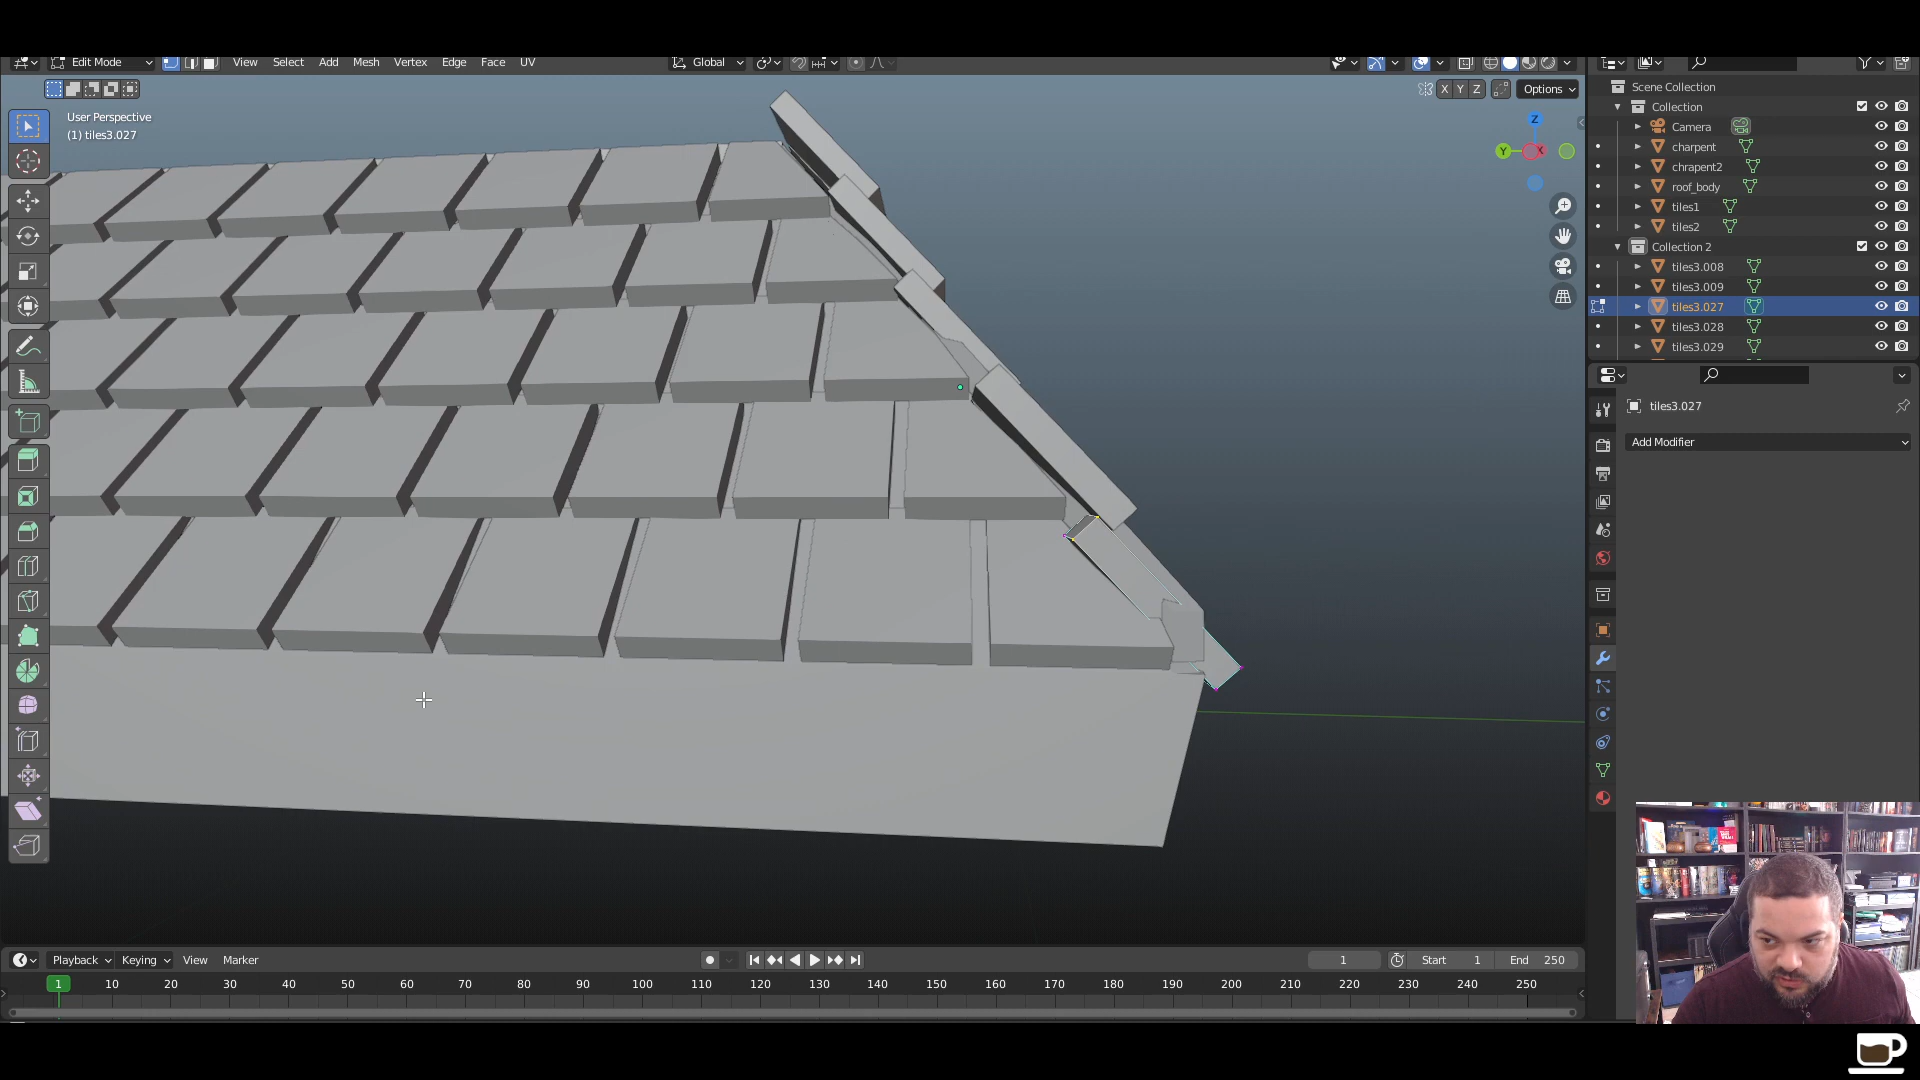 Edit Mode View Select Add Mesh Vertex Edge Face UV Global
X Y Z Options
User Perspective
(1) tiles3.027
Z
Y X
Scene Collection
Collection
Camera
charpent
chrapent2
roof_body
tiles1
tiles2
Collection 2
tiles3.008
tiles3.009
tiles3.027
tiles3.028
tiles3.029
tiles3.027
Add Modifier
Playback Keying View Marker 1 Start 1 End 250
1 10 20 30 40 50 60 70 80 90 100 110 120 130 140 150 160 170 180 190 200 210 220 230 240 250